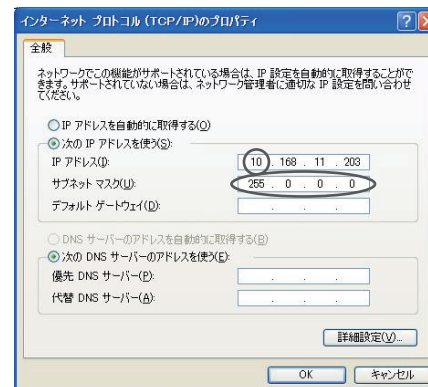 インターネット プロトコル (TCP/IP)のプロパティ
全般
ネットワークでこの機能がサポートされている場合は、IP 設定を自動的に取得することがで
きます。サポートされていない場合は、ネットワーク管理者に適切な IP 設定を問い合わせ
てください。
IP アドレスを自動的に取得する(O)
次の IP アドレスを使う(S):
IP アドレス(I): 10 . 168 . 11 . 203
サブネット マスク(U): 255 . 0 . 0 . 0
デフォルト ゲートウェイ(D): . . .
DNS サーバーのアドレスを自動的に取得する(B)
次の DNS サーバーのアドレスを使う(E):
優先 DNS サーバー(P): . . .
代替 DNS サーバー(A): . . .
詳細設定(V)...
OK キャンセル